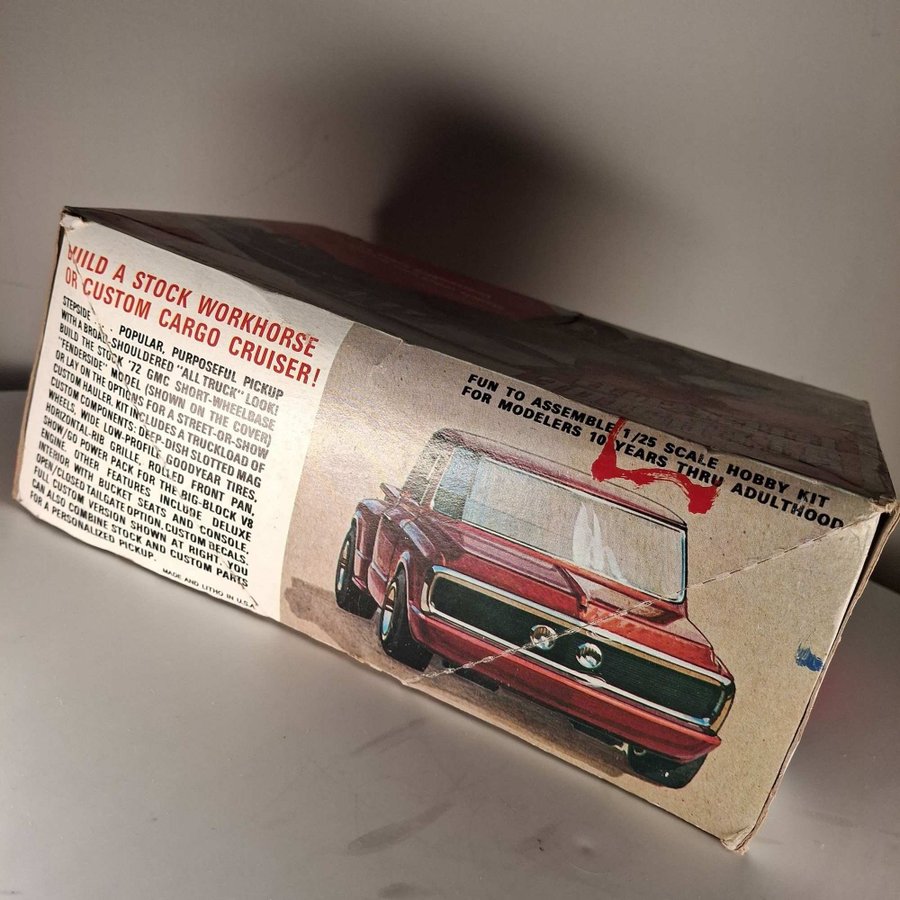 BUILD A STOCK WORKHORSE
OR CUSTOM CARGO CRUISER!
STEPSIDE . . . POPULAR, PURPOSEFUL PICKUP
WITH A BROAD-SHOULDERED "ALL TRUCK" LOOK!
BUILD THE STOCK '72 GMC SHORT-WHEELBASE
"FENDERSIDE" MODEL (SHOWN ON THE COVER)
OR LAY ON THE OPTIONS FOR A STREET-OR-SHOW
CUSTOM HAULER. KIT INCLUDES A TRUCKLOAD OF
CUSTOM COMPONENTS: DEEP-DISH SLOTTED MAG
WHEELS, WIDE LOW-PROFILE GOODYEAR TIRES,
HORIZONTAL-RIB GRILLE, ROLLED FRONT PAN,
SHOW/GO POWER PACK FOR THE BIG-BLOCK V8
ENGINE. OTHER FEATURES INCLUDE DELUXE
INTERIOR WITH BUCKET SEATS AND CONSOLE,
OPEN/CLOSED TAILGATE OPTION, CUSTOM DECALS.
FULL CUSTOM VERSION SHOWN AT RIGHT. YOU
CAN ALSO COMBINE STOCK AND CUSTOM PARTS
FOR A PERSONALIZED PICKUP.
MADE AND LITHO IN U.S.A.
FUN TO ASSEMBLE 1/25 SCALE HOBBY KIT
FOR MODELERS 10 YEARS THRU ADULTHOOD